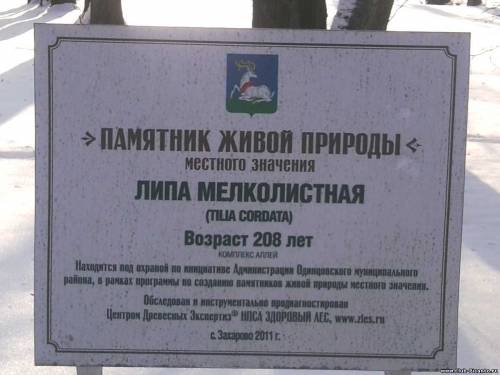 ПАМЯТНИК ЖИВОЙ ПРИРОДЫ
местного значения
ЛИПА МЕЛКОЛИСТНАЯ
(TILIA CORDATA)
Возраст 208 лет
КОМПЛЕКС АЛЛЕЙ
Находится под охраной по инициативе Администрации Одинцовского муниципального
района, в рамках программы по созданию памятников живой природы местного значения.
Обследован и инструментально продиагностирован
Центром Древесных Экспертиз® НПСА ЗДОРОВЫЙ ЛЕС, www.zles.ru
с. Захарово 2011 г.